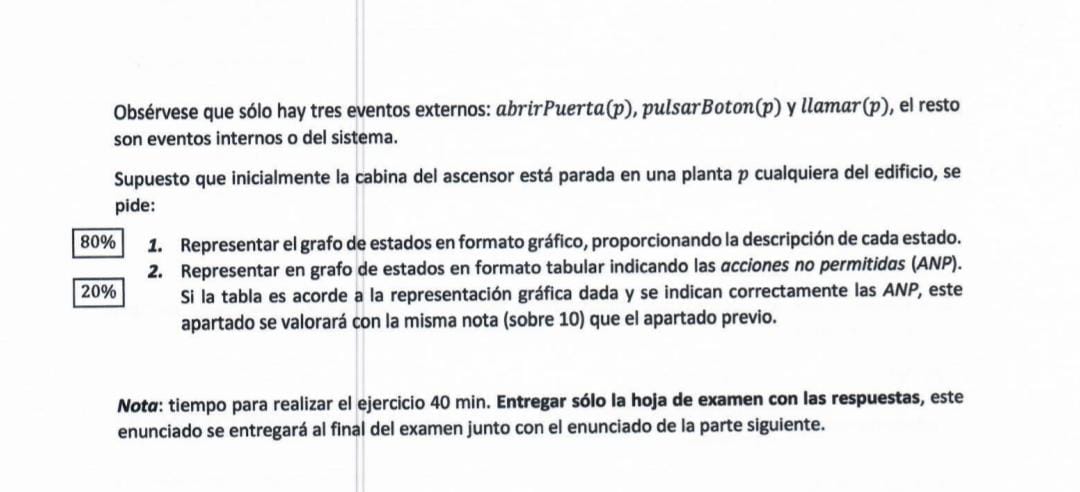 Obsérvese que sólo hay tres eventos externos: abrirPuerta(p), pulsarBoton(p) y llamar(p), el resto
son eventos internos o del sistema.
Supuesto que inicialmente la cabina del ascensor está parada en una planta p cualquiera del edificio, se
pide:
80% 1. Representar el grafo de estados en formato gráfico, proporcionando la descripción de cada estado.
2. Representar en grafo de estados en formato tabular indicando las acciones no permitidas (ANP).
20% Si la tabla es acorde a la representación gráfica dada y se indican correctamente las ANP, este
apartado se valorará con la misma nota (sobre 10) que el apartado previo.
Nota: tiempo para realizar el ejercicio 40 min. Entregar sólo la hoja de examen con las respuestas, este
enunciado se entregará al final del examen junto con el enunciado de la parte siguiente.